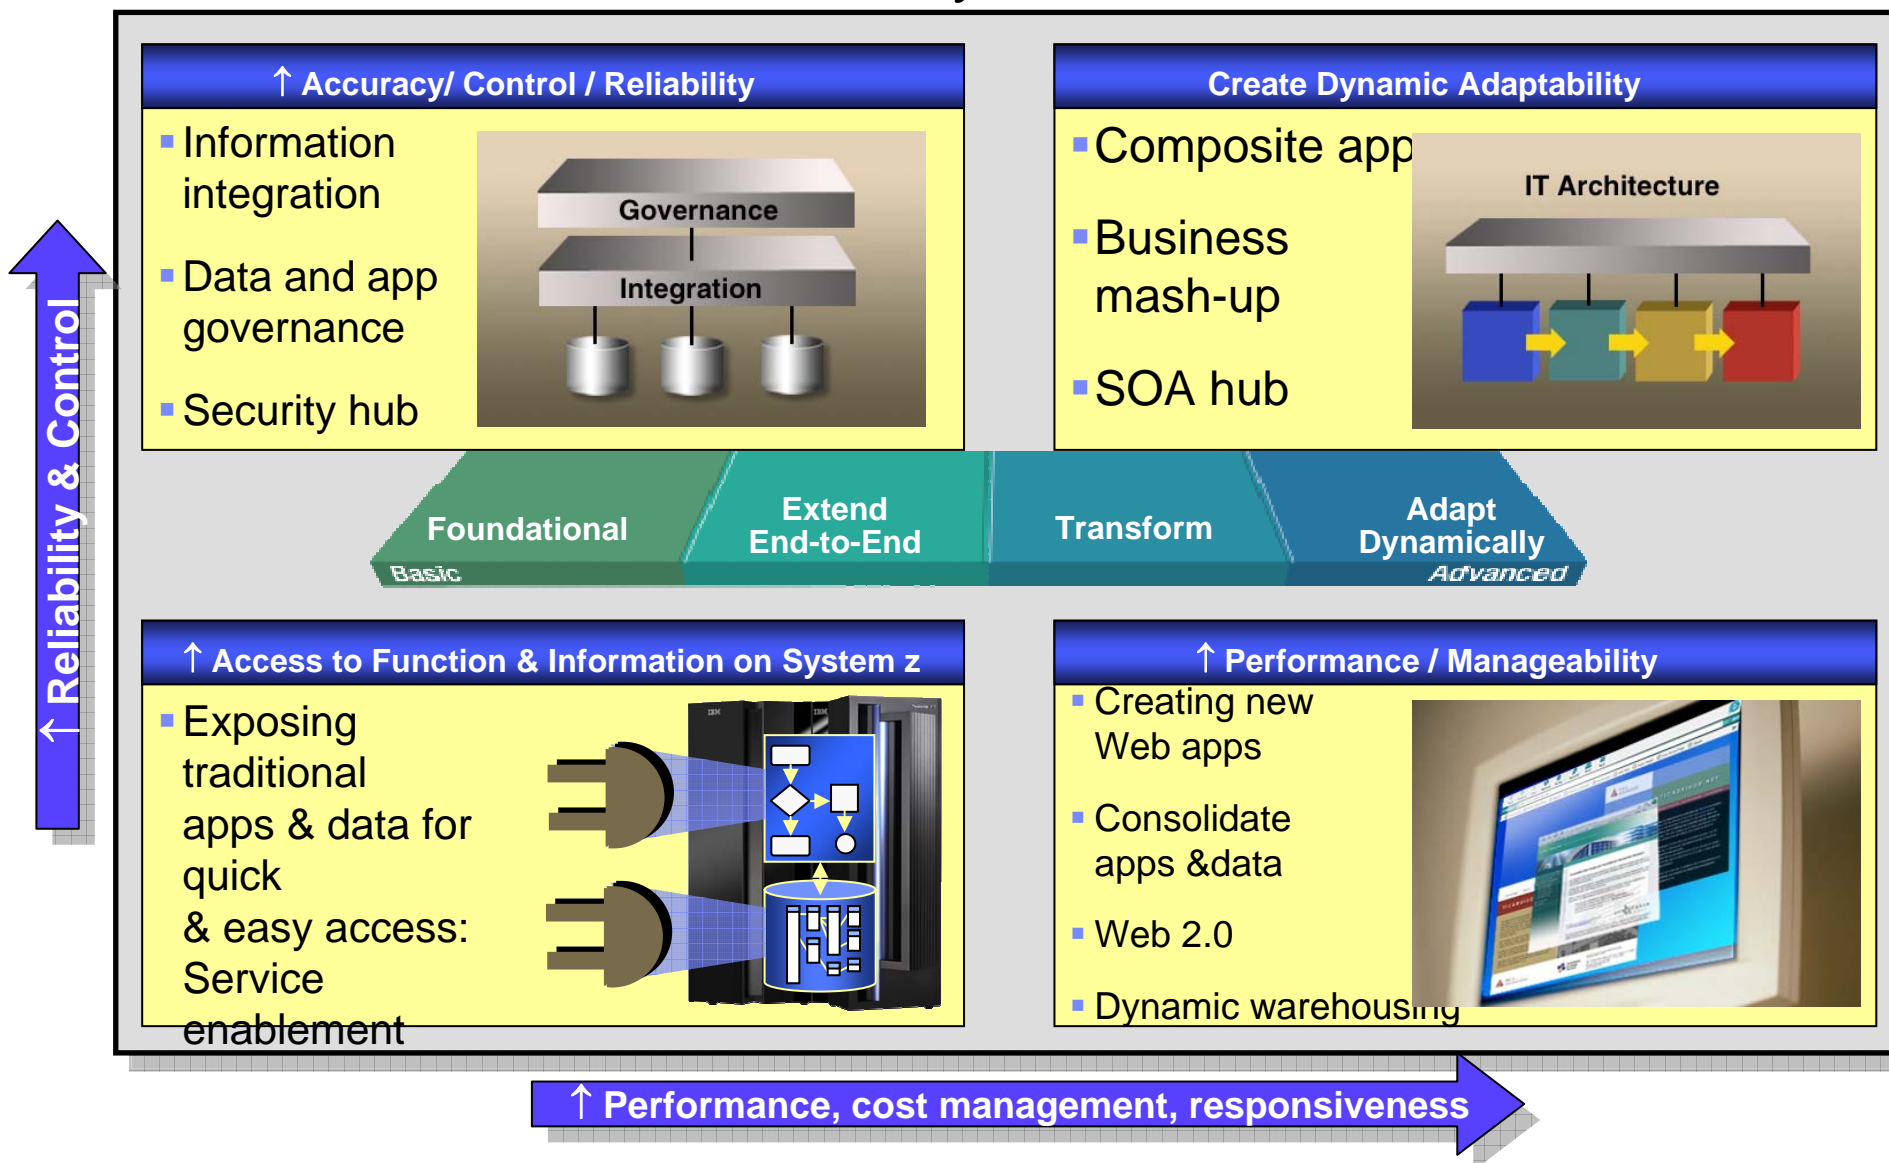 ↑ Accuracy/ Control / Reliability
Information
integration
Data and app
governance
Security hub
Governance
Integration
Create Dynamic Adaptability
Composite app
Business
mash-up
SOA hub
IT Architecture
↑ Reliability & Control
Foundational
Extend
End-to-End
Transform
Adapt
Dynamically
Basic
Advanced
↑ Access to Function & Information on System z
Exposing
traditional
apps & data for
quick
& easy access:
Service
enablement
IBM
IBM
↑ Performance / Manageability
Creating new
Web apps
Consolidate
apps &data
Web 2.0
Dynamic warehousing
↑ Performance, cost management, responsiveness